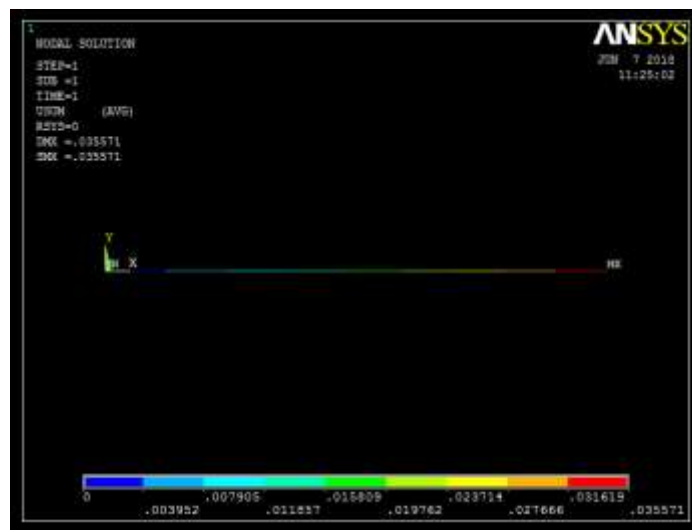 1
NODAL SOLUTION
STEP=1
SUB =1
TIME=1
USUM (AVG)
RSYS=0
DMX =.035571
SMX =.035571
ANSYS
JUN 7 2018
11:25:02
Y
MN X
MX
0 .007905 .015809 .023714 .031619
.003952 .011857 .019762 .027666 .035571